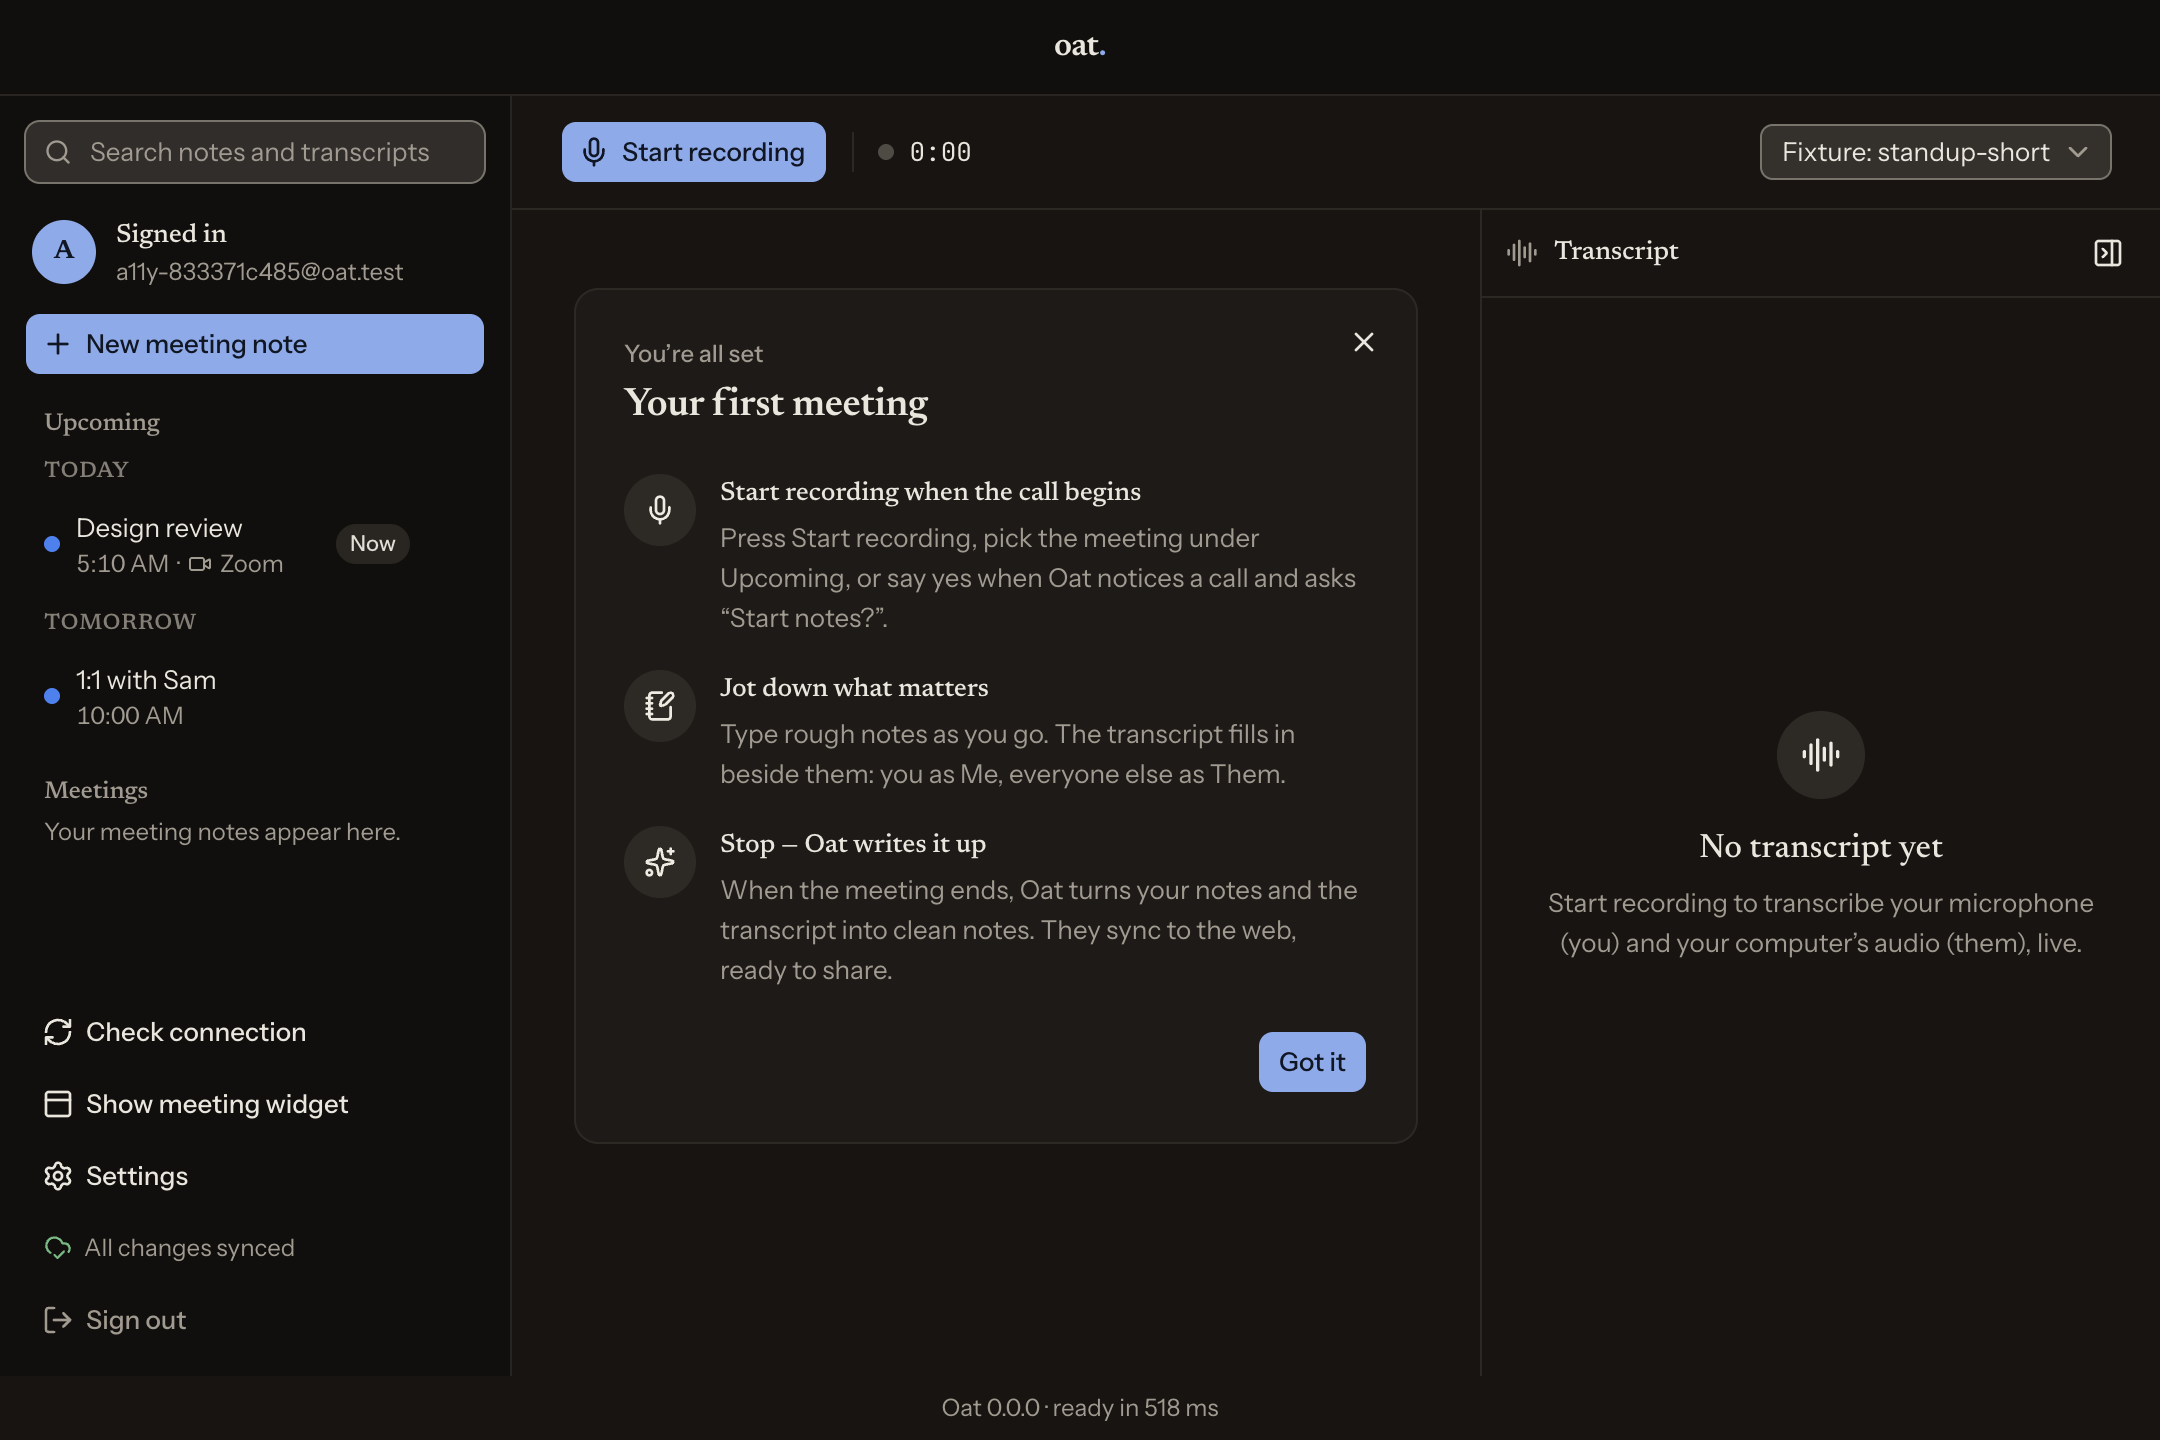 oat.
Search notes and transcripts
A
Signed in
a11y-833371c485@oat.test
New meeting note
Upcoming
TODAY
Design review
5:10 AM · Zoom
Now
TOMORROW
1:1 with Sam
10:00 AM
Meetings
Your meeting notes appear here.
Check connection
Show meeting widget
Settings
All changes synced
Sign out
Start recording
0:00
Fixture: standup-short
You’re all set
Your first meeting
Start recording when the call begins
Press Start recording, pick the meeting under
Upcoming, or say yes when Oat notices a call and asks
“Start notes?”.
Jot down what matters
Type rough notes as you go. The transcript fills in
beside them: you as Me, everyone else as Them.
Stop – Oat writes it up
When the meeting ends, Oat turns your notes and the
transcript into clean notes. They sync to the web,
ready to share.
Got it
Transcript
No transcript yet
Start recording to transcribe your microphone
(you) and your computer’s audio (them), live.
Oat 0.0.0 · ready in 518 ms